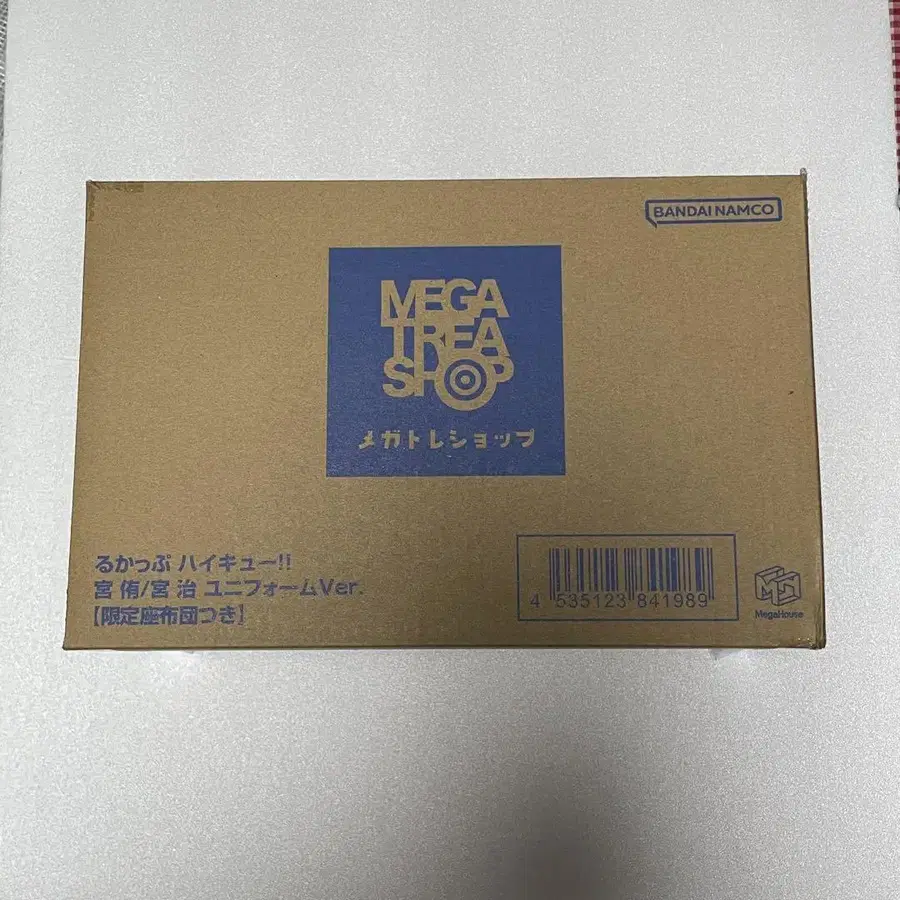 BANDAI NAMCO
MEGA
TREA
SHOP
メガトレショップ
るかっぷ ハイキュー!!
宮 侑/宮 治 ユニフォームVer.
【限定座布団つき】
4 535123 841989
MegaHouse